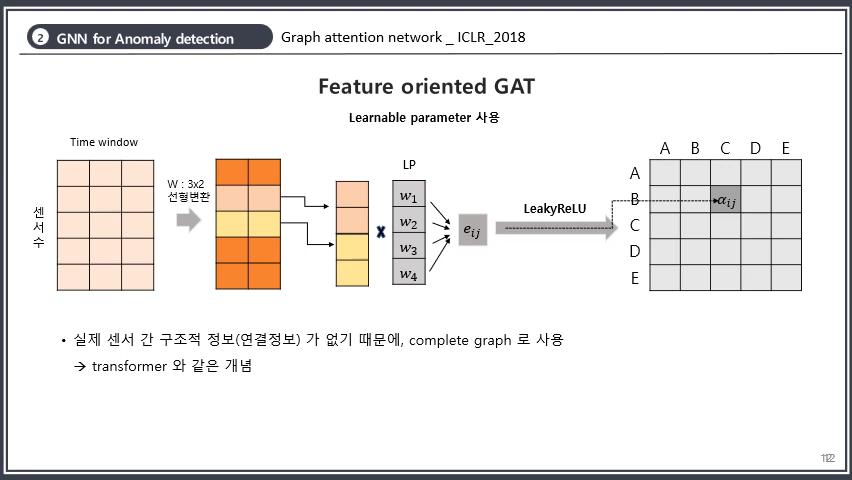 2 GNN for Anomaly detection Graph attention network _ ICLR_2018
Feature oriented GAT
Learnable parameter 사용
Time window
W : 3x2
선형변환
센
서
수
LP
w1
w2
w3
w4
x
eij
LeakyReLU
A B C D E
A
B
C
D
E
αij
• 실제 센서 간 구조적 정보(연결정보) 가 없기 때문에, complete graph 로 사용
→ transformer 와 같은 개념